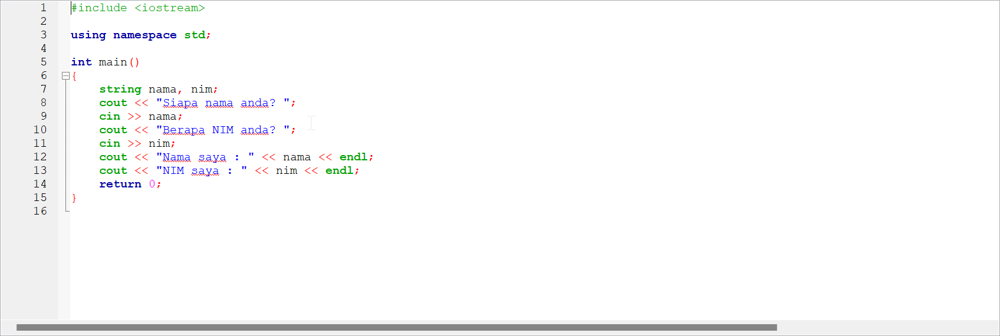 1 #include <iostream>
2
3 using namespace std;
4
5 int main()
6 {
7 string nama, nim;
8 cout << "Siapa nama anda? ";
9 cin >> nama;
10 cout << "Berapa NIM anda? ";
11 cin >> nim;
12 cout << "Nama saya : " << nama << endl;
13 cout << "NIM saya : " << nim << endl;
14 return 0;
15 }
16